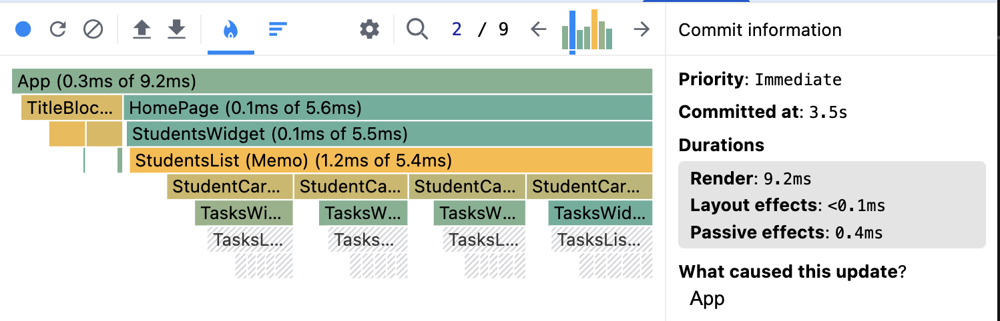 2 / 9
Commit information
App (0.3ms of 9.2ms)
TitleBloc... HomePage (0.1ms of 5.6ms)
StudentsWidget (0.1ms of 5.5ms)
StudentsList (Memo) (1.2ms of 5.4ms)
StudentCar... StudentCa... StudentCa... StudentCar...
TasksWi... TasksW... TasksW... TasksWid...
TasksL... Tasks... TasksL... TasksLis...
Priority: Immediate
Committed at: 3.5s
Durations
Render: 9.2ms
Layout effects: <0.1ms
Passive effects: 0.4ms
What caused this update?
App